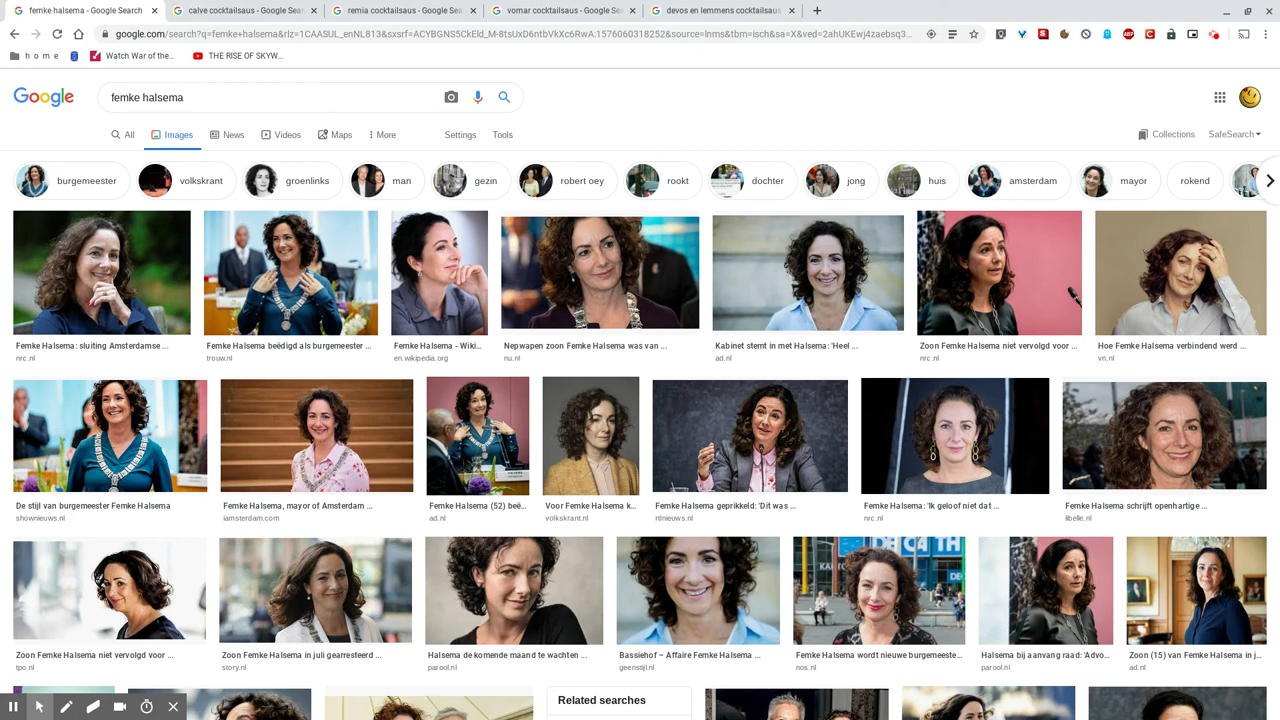 femke halsema - Google Search
calve cocktailsaus - Google Sear
remia cocktailsaus - Google Sea
vomar cocktailsaus - Google Se
devos en lemmens cocktailsaus
google.com/search?q=femke+halsema&rlz=1CAASUL_enNL813&sxsrf=ACYBGNS5CkEld_M-8tsUxD6ntbVkXc6RwA:1576060318252&source=lnms&tbm=isch&sa=X&ved=2ahUKEwj4zaebsq3...
h o m e
Watch War of the...
THE RISE OF SKYW...
Google
femke halsema
All
Images
News
Videos
Maps
More
Settings
Tools
Collections
SafeSearch
burgemeester
volkskrant
groenlinks
man
gezin
robert oey
rookt
dochter
jong
huis
amsterdam
mayor
rokend
Femke Halsema: sluiting Amsterdamse ...
nrc.nl
Femke Halsema beëdigd als burgemeester ...
trouw.nl
Femke Halsema - Wiki...
en.wikipedia.org
Nepwapen zoon Femke Halsema was van ...
nu.nl
Kabinet stemt in met Halsema: 'Heel ...
ad.nl
Zoon Femke Halsema niet vervolgd voor ...
nrc.nl
Hoe Femke Halsema verbindend werd ...
vn.nl
De stijl van burgemeester Femke Halsema
shownieuws.nl
Femke Halsema, mayor of Amsterdam ...
iamsterdam.com
Femke Halsema (52) beë...
ad.nl
Voor Femke Halsema k...
volkskrant.nl
Femke Halsema geprikkeld: 'Dit was ...
rtlnieuws.nl
Femke Halsema: 'Ik geloof niet dat ...
nrc.nl
Femke Halsema schrijft openhartige ...
libelle.nl
Zoon Femke Halsema niet vervolgd voor ...
tpo.nl
Zoon Femke Halsema in juli gearresteerd ...
story.nl
Halsema de komende maand te wachten ...
parool.nl
Bassiehof – Affaire Femke Halsema ...
geenstijl.nl
Femke Halsema wordt nieuwe burgemeeste...
nos.nl
Halsema bij aanvang raad: 'Advo...
parool.nl
Zoon (15) van Femke Halsema in j...
ad.nl
Related searches